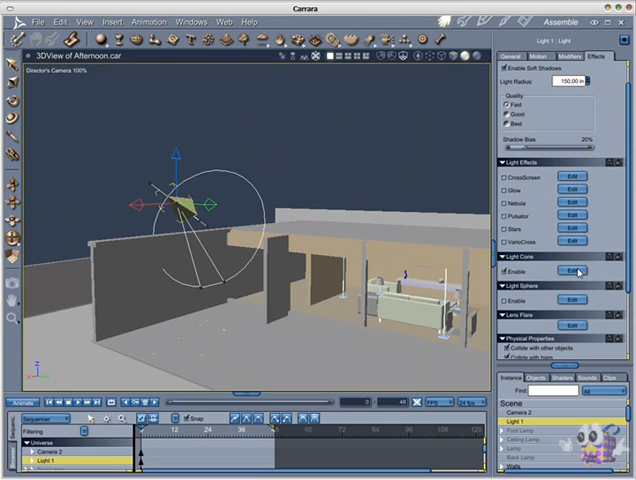 Carrara
File Edit View Insert Animation Windows Help Assemble
3DView of Afternoon.car
Light 1 : Light
General Motion Modifiers Effects
Director's Camera 100%
Enable Soft Shadows
Light Radius: 150,00 in
Quality
Fast
Good
Best
Shadow Bias 20%
Light Effects
CrossScreen Edit
Glow Edit
Nebula Edit
Pulsator Edit
Stars Edit
VarioCross Edit
Light Cone
Enable Edit
Light Sphere
Enable Edit
Lens Flare
Edit
Physical Properties
Collide with other objects
Collide with hairs
Instance Objects Shaders Sounds Clips
Find All
Scene
Camera 2
Light 1
Foot Lamp
Ceiling Lamp
Lamp
Back Lamp
Walls
Animate 0 / 48 FPS 24 fps
Sequencer Snap
Filtering 12 24 36 48 60 72 84 96 108 120
Universe
Camera 2
Light 1